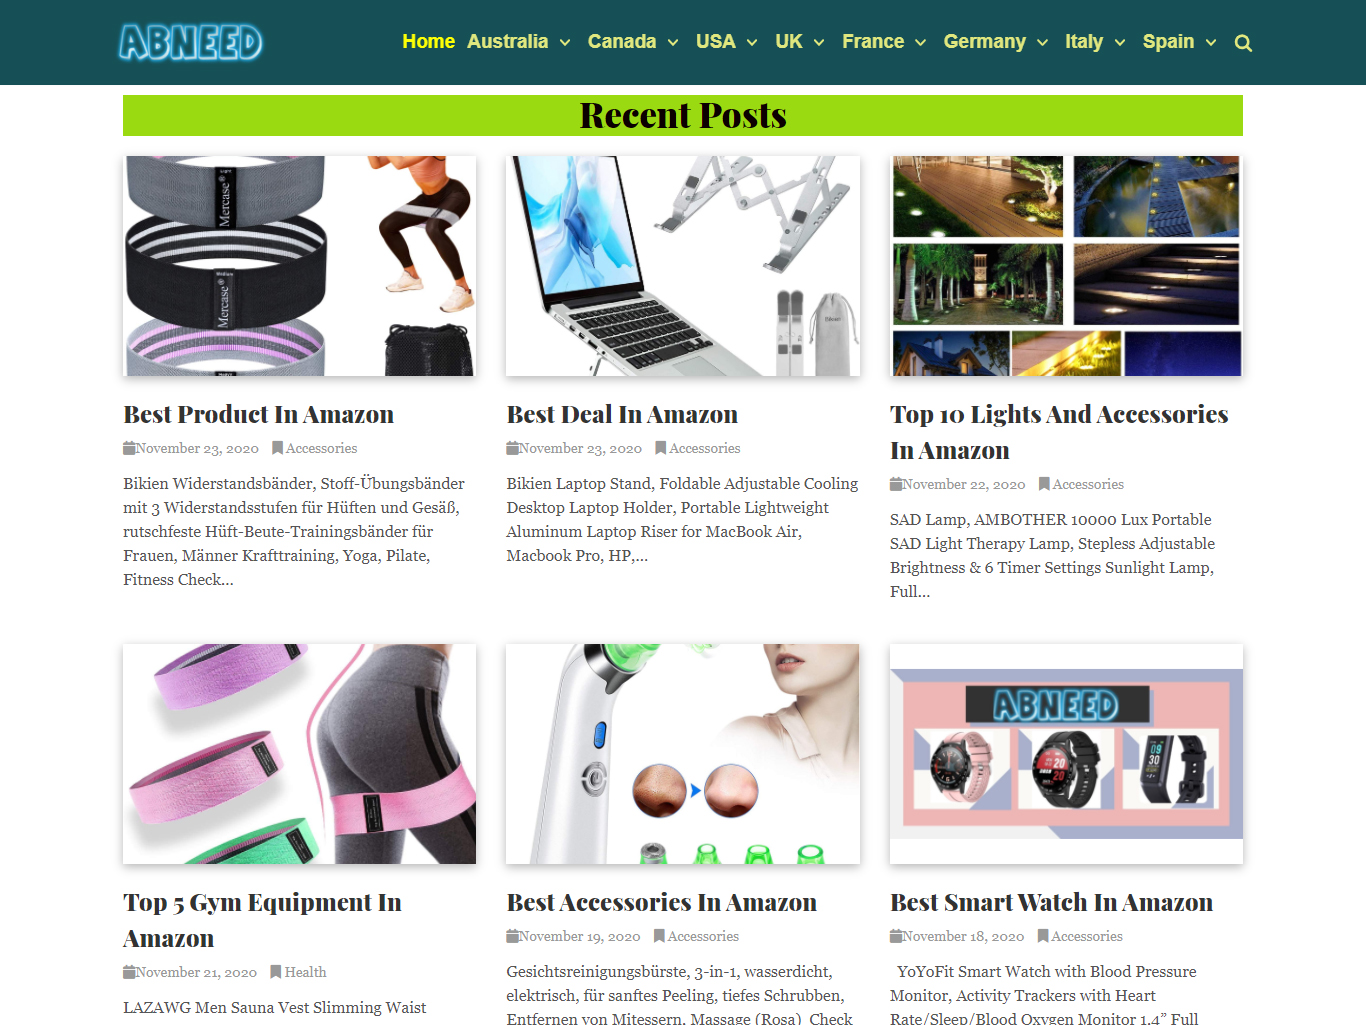 ABNEED
Home Australia Canada USA UK France Germany Italy Spain
Recent Posts
Light
Mercase®
Medium
Mercase®
Best Product In Amazon
November 23, 2020 Accessories
Bikien Widerstandsbänder, Stoff-Übungsbänder
mit 3 Widerstandsstufen für Hüften und Gesäß,
rutschfeste Hüft-Beute-Trainingsbänder für
Frauen, Männer Krafttraining, Yoga, Pilate,
Fitness Check...
Best Deal In Amazon
November 23, 2020 Accessories
Bikien Laptop Stand, Foldable Adjustable Cooling
Desktop Laptop Holder, Portable Lightweight
Aluminum Laptop Riser for MacBook Air,
Macbook Pro, HP,...
Top 10 Lights And Accessories
In Amazon
November 22, 2020 Accessories
SAD Lamp, AMBOTHER 10000 Lux Portable
SAD Light Therapy Lamp, Stepless Adjustable
Brightness & 6 Timer Settings Sunlight Lamp,
Full...
Top 5 Gym Equipment In
Amazon
November 21, 2020 Health
LAZAWG Men Sauna Vest Slimming Waist
Best Accessories In Amazon
November 19, 2020 Accessories
Gesichtsreinigungsbürste, 3-in-1, wasserdicht,
elektrisch, für sanftes Peeling, tiefes Schrubben,
Entfernen von Mitessern, Massage (Rosa) Check
ABNEED
09
30
Best Smart Watch In Amazon
November 18, 2020 Accessories
YoYoFit Smart Watch with Blood Pressure
Monitor, Activity Trackers with Heart
Rate/Sleep/Blood Oxygen Monitor 1.4” Full